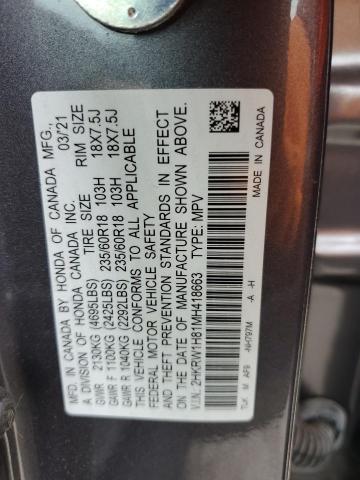 MFD. IN CANADA BY HONDA OF CANADA MFG.,
A DIVISION OF HONDA CANADA INC. 03/21
TIRE SIZE RIM SIZE
GVWR 2130KG (4695LBS)
GAWR F 1100KG (2425LBS) 235/60R18 103H 18X7.5J
GAWR R 1040KG (2292LBS) 235/60R18 103H 18X7.5J
THIS VEHICLE CONFORMS TO ALL APPLICABLE
FEDERAL MOTOR VEHICLE SAFETY
AND THEFT PREVENTION STANDARDS IN EFFECT
ON THE DATE OF MANUFACTURE SHOWN ABOVE.
V.I.N. 2HKRW1H81MH418663 TYPE: MPV
-NH797M -A -H MADE IN CANADA